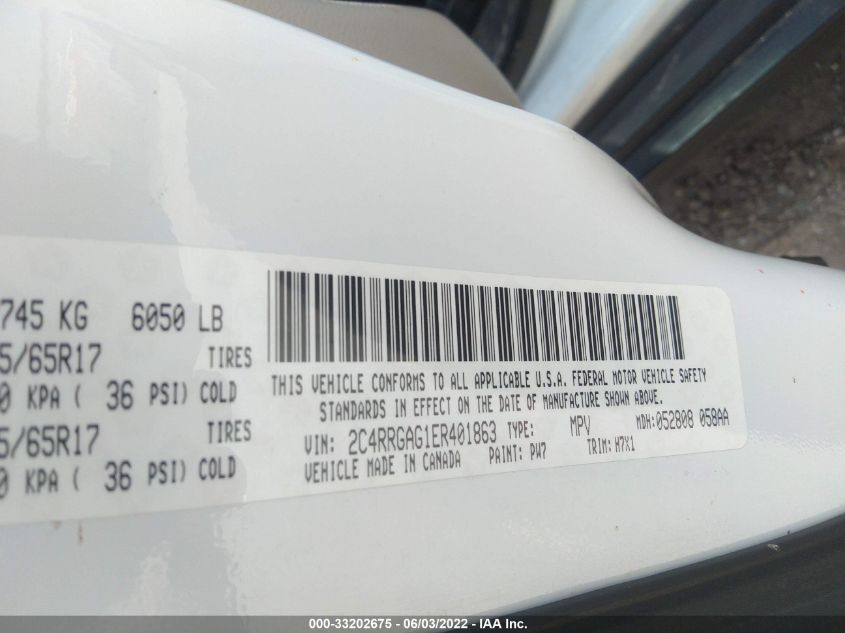 745 KG 6050 LB
5/65R17 TIRES
0 KPA ( 36 PSI) COLD
5/65R17 TIRES
0 KPA ( 36 PSI) COLD
THIS VEHICLE CONFORMS TO ALL APPLICABLE U.S.A. FEDERAL MOTOR VEHICLE SAFETY
STANDARDS IN EFFECT ON THE DATE OF MANUFACTURE SHOWN ABOVE.
VIN: 2C4RRGAG1ER401863 TYPE: MPV MDH: 052808 058AA
VEHICLE MADE IN CANADA PAINT: PW7 TRIM: H7X1
000-33202675 - 06/03/2022 - IAA Inc.